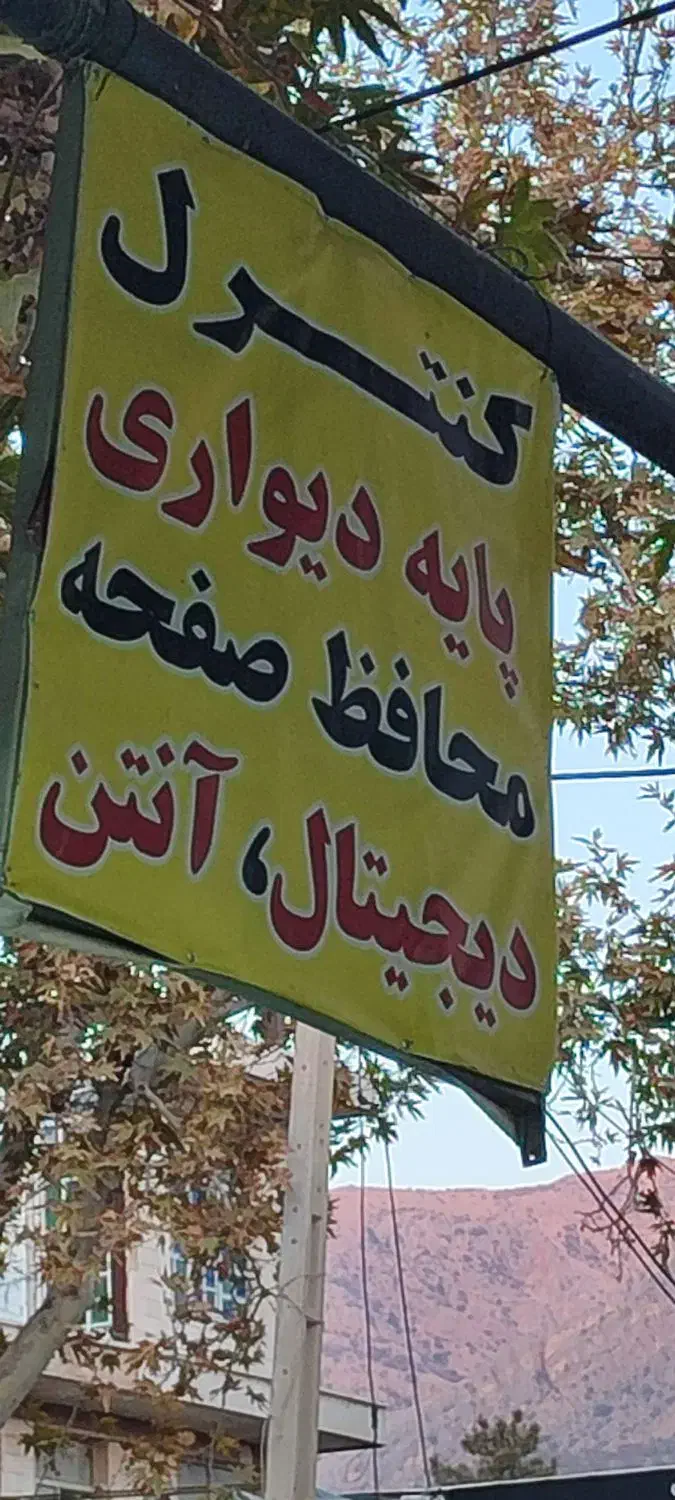 کنترل
پایه دیواری
محافظ صفحه
دیجیتال، آنتن